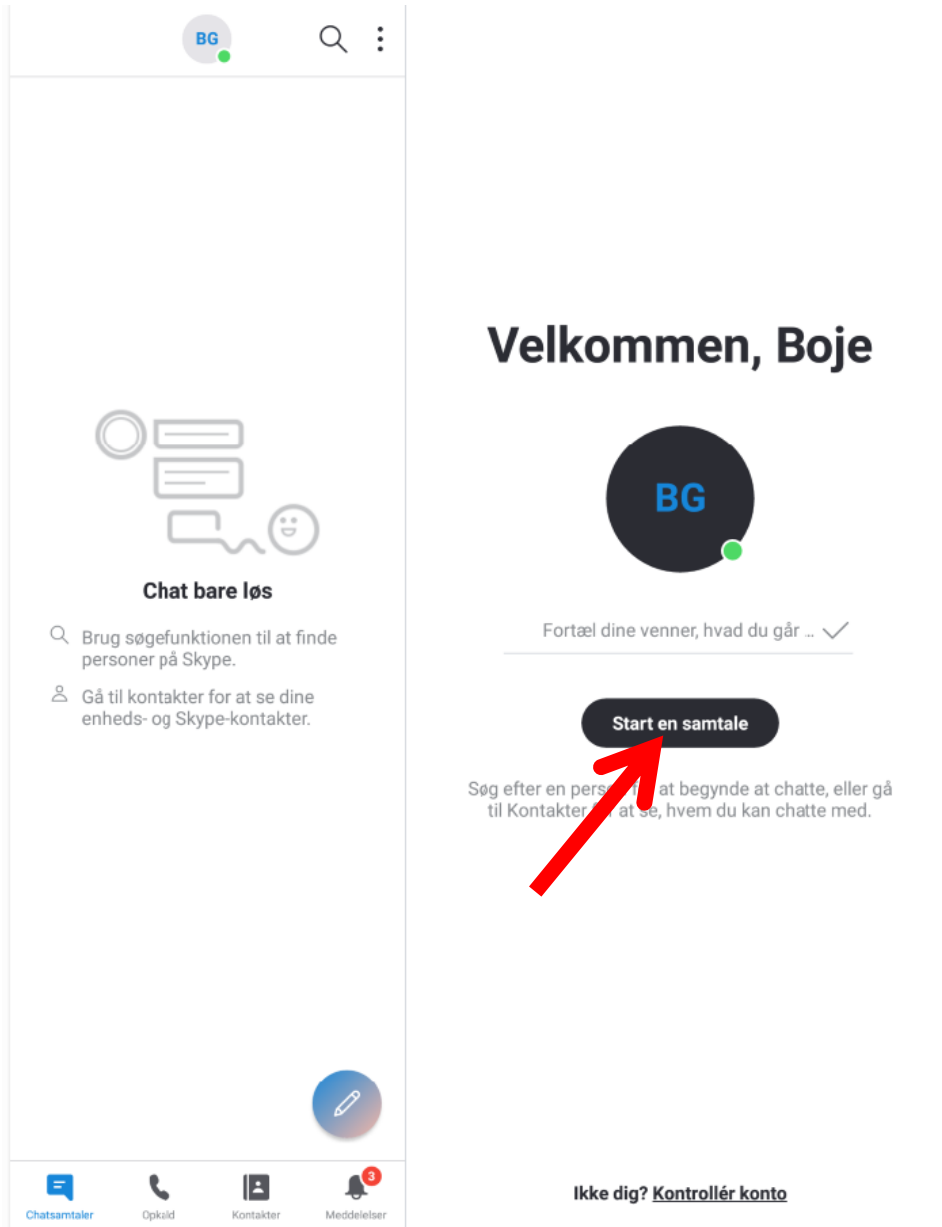 BG
Chat bare løs
Brug søgefunktionen til at finde
personer på Skype.
Gå til kontakter for at se dine
enheds- og Skype-kontakter.
3
Chatsamtaler
Opkald
Kontakter
Meddelelser
Velkommen, Boje
BG
Fortæl dine venner, hvad du går ...
Start en samtale
Søg efter en person for at begynde at chatte, eller gå
til Kontakter for at se, hvem du kan chatte med.
Ikke dig? Kontrollér konto